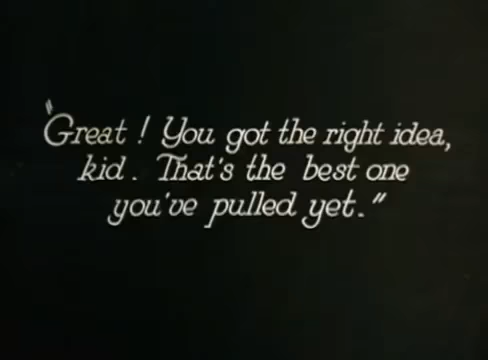 "Great! You got the right idea,
kid. That's the best one
you've pulled yet."